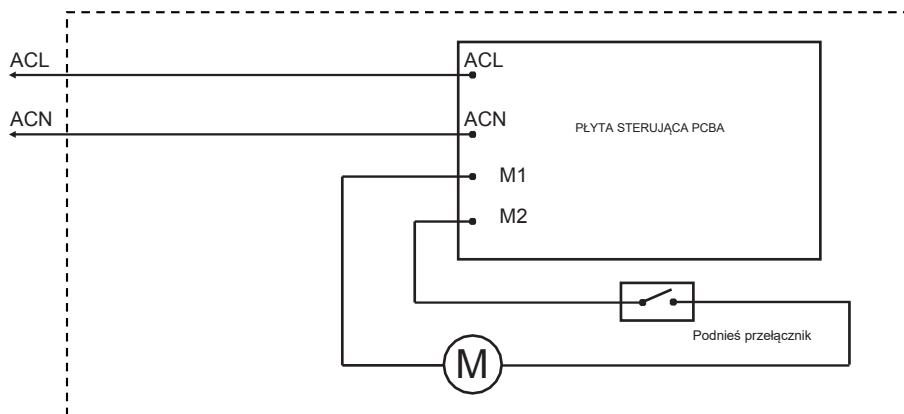 ACL
ACL
ACN
ACN
PŁYTA STERUJĄCA PCBA
M1
M2
Podnieś przełącznik
M